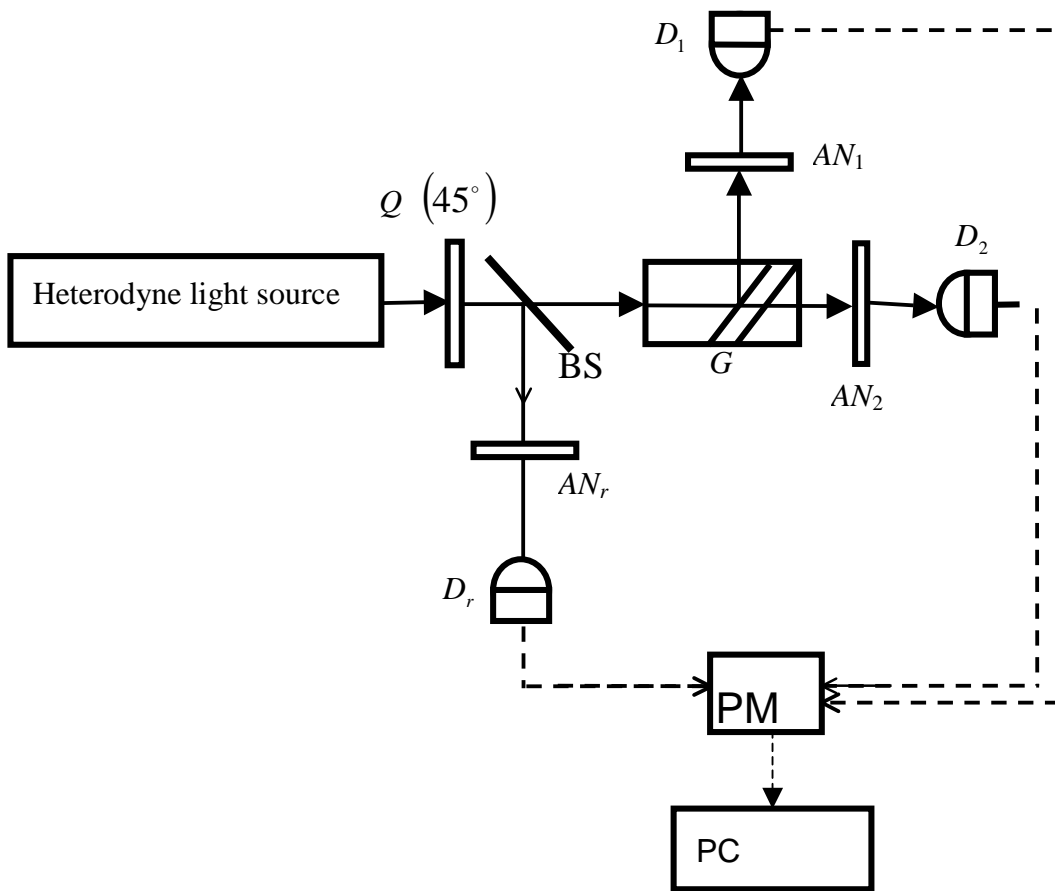 D₁
AN₁
Q (45°)
D₂
Heterodyne light source
BS
G
AN₂
ANᵣ
Dᵣ
PM
PC